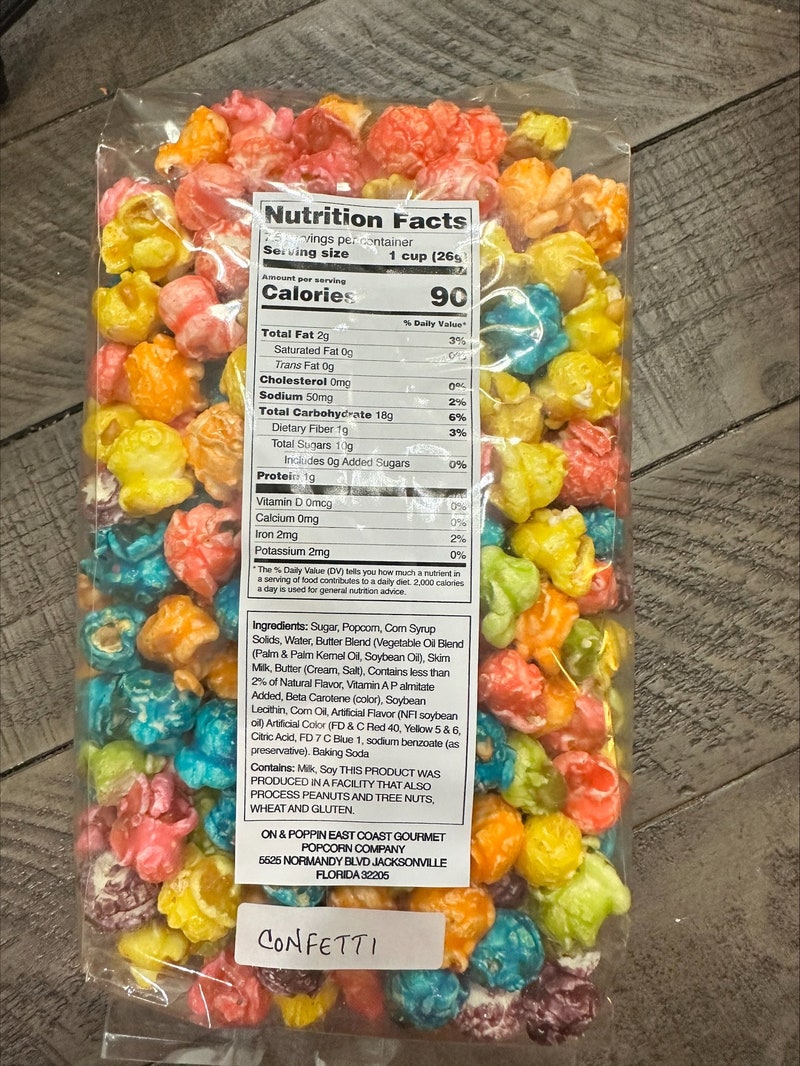 Nutrition Facts
servings per container
Serving size 1 cup (26g)
Amount per serving
Calories 90
% Daily Value*
Total Fat 2g 3%
Saturated Fat 0g 0%
Trans Fat 0g
Cholesterol 0mg 0%
Sodium 50mg 2%
Total Carbohydrate 18g 6%
Dietary Fiber 1g 3%
Total Sugars 10g
Includes 0g Added Sugars 0%
Protein 1g
Vitamin D 0mcg 0%
Calcium 0mg 0%
Iron 2mg 2%
Potassium 2mg 0%
* The % Daily Value (DV) tells you how much a nutrient in
a serving of food contributes to a daily diet. 2,000 calories
a day is used for general nutrition advice.
Ingredients: Sugar, Popcorn, Corn Syrup
Solids, Water, Butter Blend (Vegetable Oil Blend
(Palm & Palm Kernel Oil, Soybean Oil), Skim
Milk, Butter (Cream, Salt), Contains less than
2% of Natural Flavor, Vitamin A P almitate
Added, Beta Carotene (color), Soybean
Lecithin, Corn Oil, Artificial Flavor (NFI soybean
oil) Artificial Color (FD & C Red 40, Yellow 5 & 6,
Citric Acid, FD 7 C Blue 1, sodium benzoate (as
preservative). Baking Soda
Contains: Milk, Soy THIS PRODUCT WAS
PRODUCED IN A FACILITY THAT ALSO
PROCESS PEANUTS AND TREE NUTS,
WHEAT AND GLUTEN.
ON & POPPIN EAST COAST GOURMET
POPCORN COMPANY
5525 NORMANDY BLVD JACKSONVILLE
FLORIDA 32205
CONFETTI